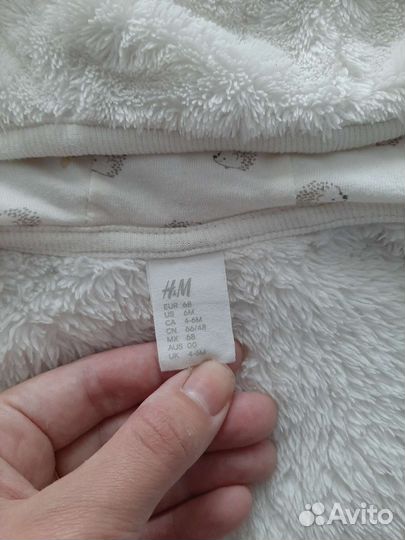 H&M
EUR 68
US 6M
CA 4-6M
CN 66/48
MX 68
AUS 00
UK 4-6M
Avito